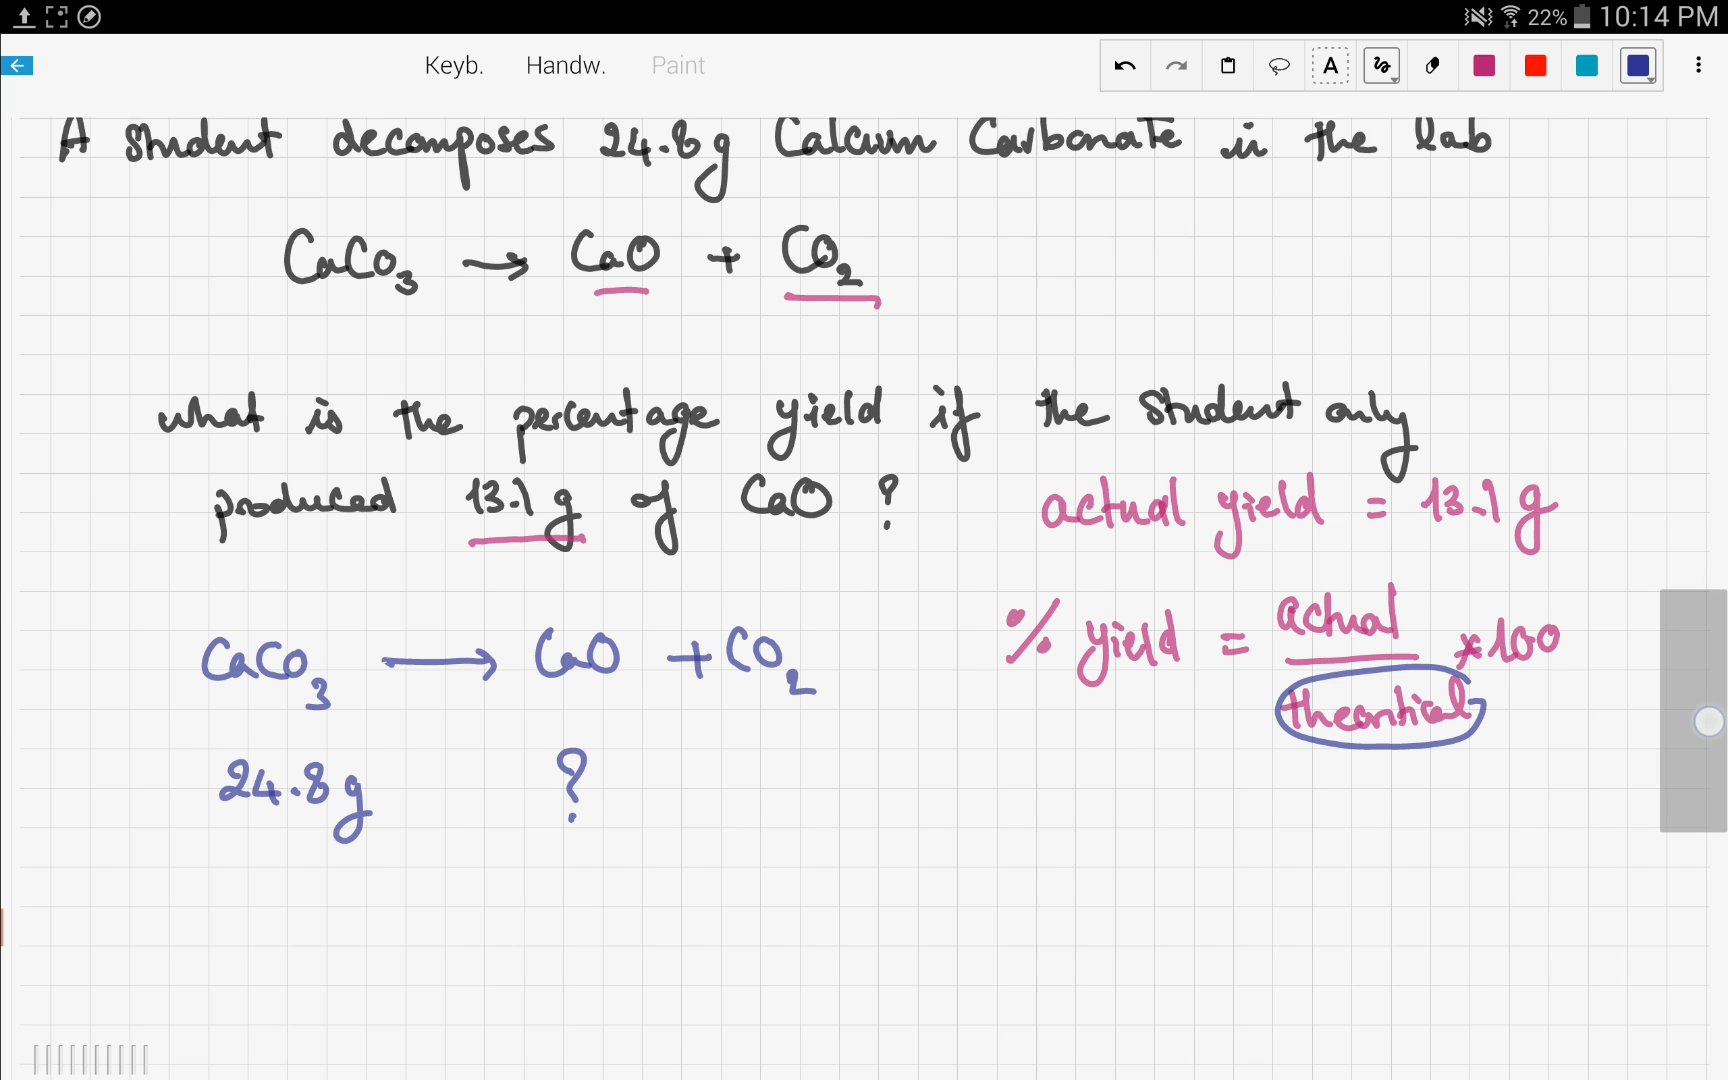 22% 10:14 PM
Keyb. Handw. Paint A
A student decomposes 24.8g Calcium Carbonate in the lab
CaCO3 → CaO + CO2
what is the percentage yield if the student only
produced 13.1 g of CaO ?
actual yield = 13.1 g
% yield = actual / theoritical * 100
CaCO3 → CaO + CO2
24.8g ?